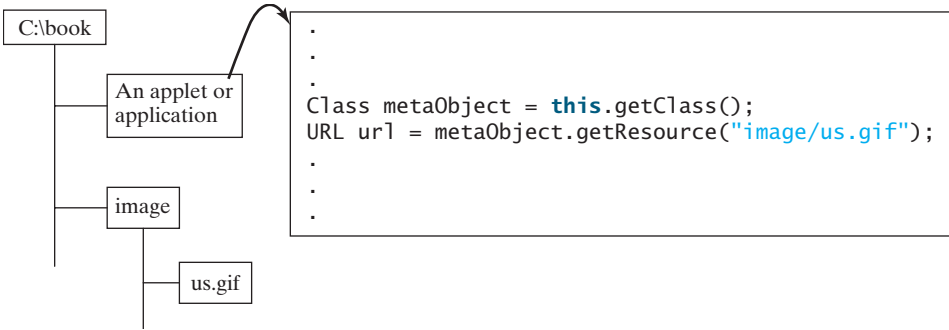 C:\book
An applet or
application
image
us.gif
.
.
.
Class metaObject = this.getClass();
URL url = metaObject.getResource("image/us.gif");
.
.
.